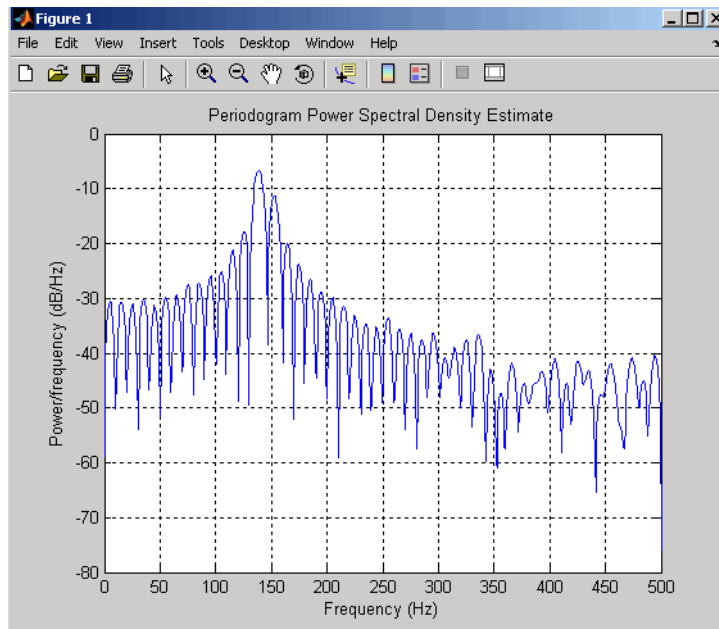 Figure 1
File Edit View Insert Tools Desktop Window Help
Periodogram Power Spectral Density Estimate
Power/frequency (dB/Hz)
0
-10
-20
-30
-40
-50
-60
-70
-80
0 50 100 150 200 250 300 350 400 450 500
Frequency (Hz)